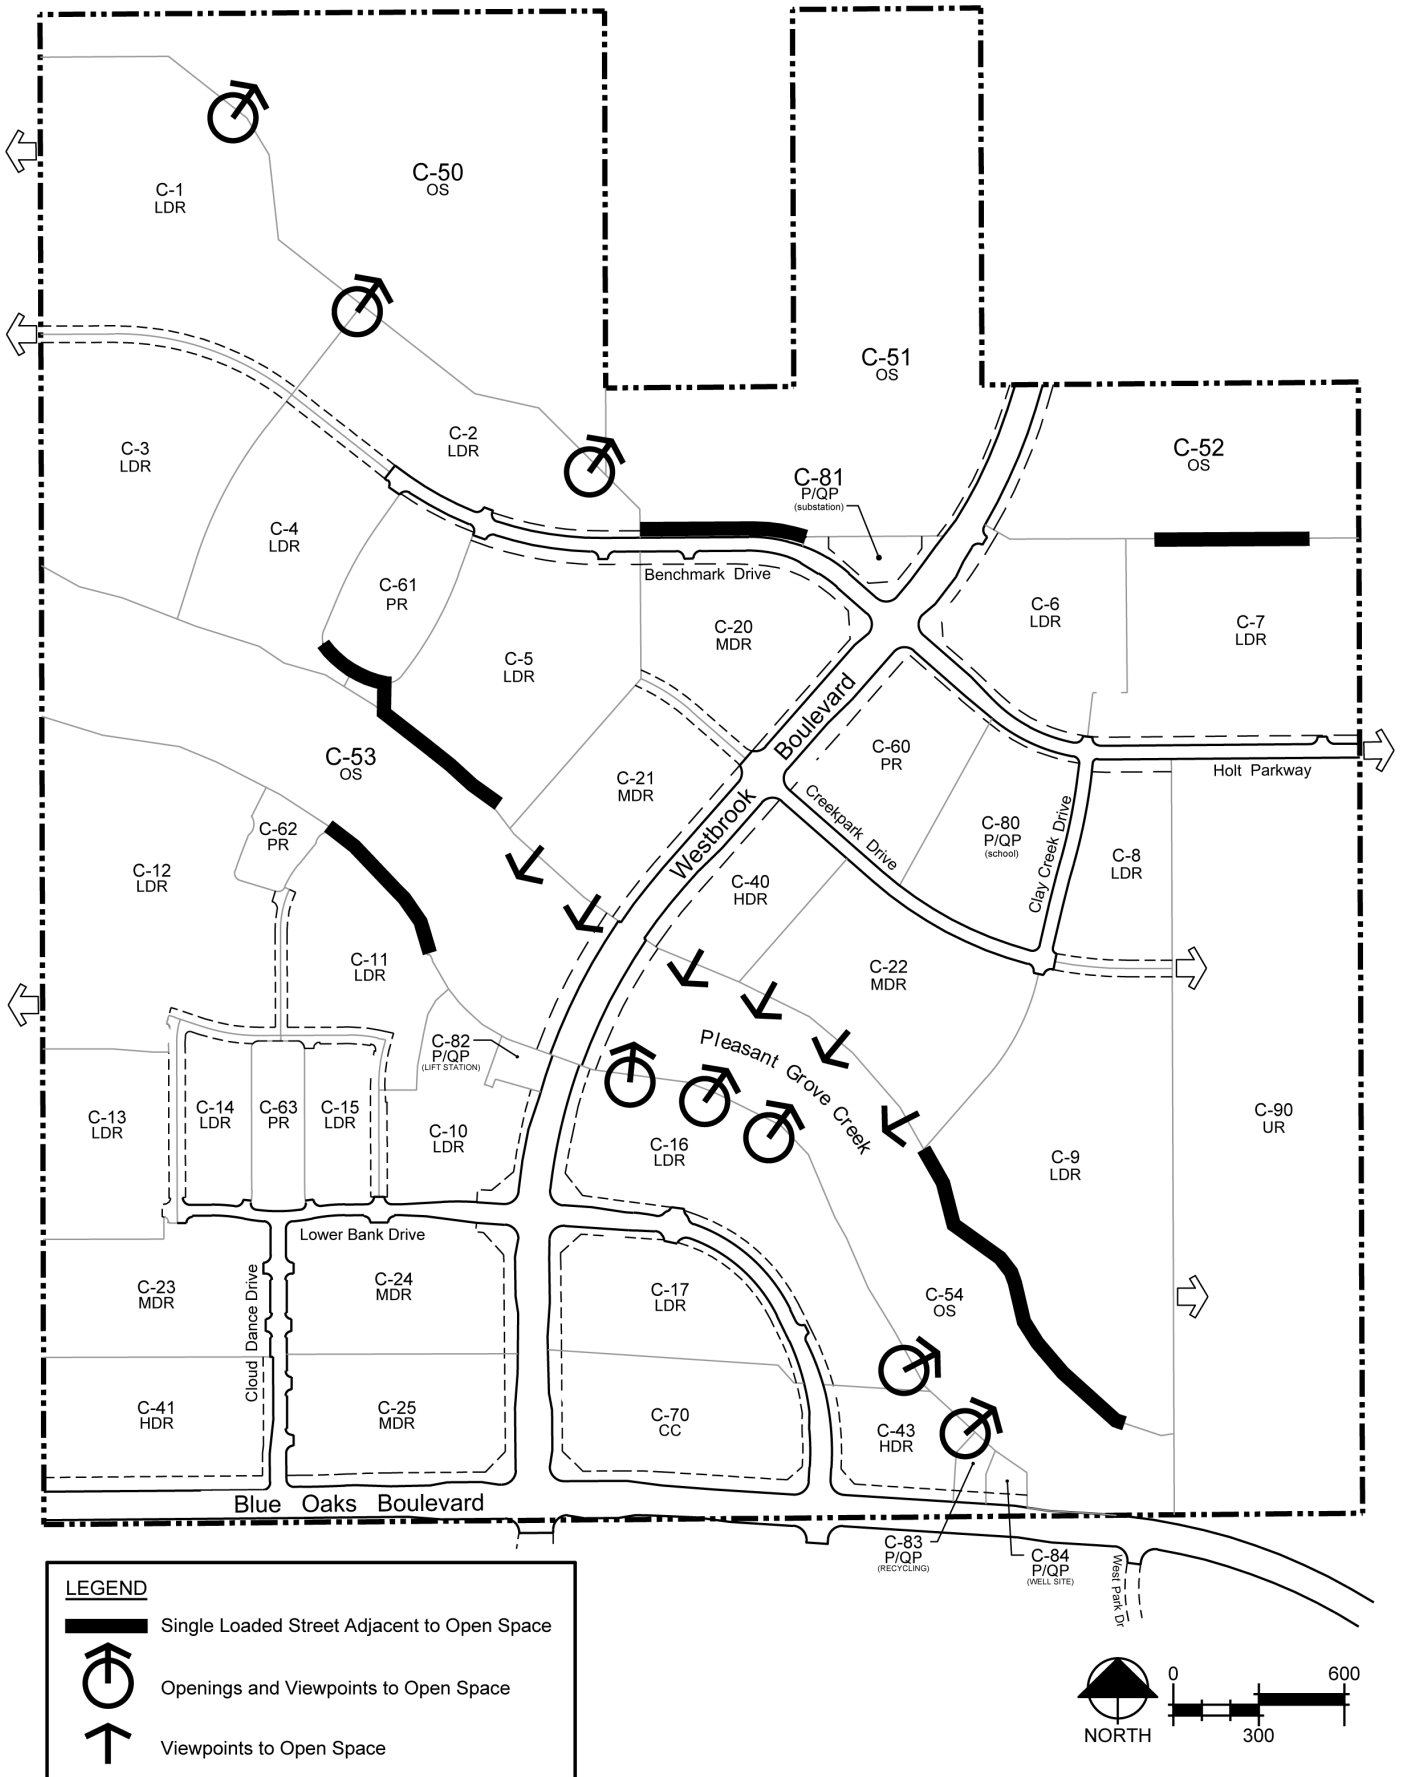 C-50
OS
C-1
LDR
C-51
OS
C-2
LDR
C-3
LDR
C-52
OS
C-81
P/QP
(substation)
C-4
LDR
C-61
PR
Benchmark Drive
C-6
LDR
C-7
LDR
C-20
MDR
C-5
LDR
Westbrook Boulevard
C-60
PR
C-53
OS
C-21
MDR
Holt Parkway
Creekpark Drive
Clay Creek Drive
C-62
PR
C-80
P/QP
(school)
C-8
LDR
C-12
LDR
C-40
HDR
C-11
LDR
C-22
MDR
C-82
P/QP
(LIFT STATION)
Pleasant Grove Creek
C-13
LDR
C-14
LDR
C-63
PR
C-15
LDR
C-10
LDR
C-16
LDR
C-90
UR
C-9
LDR
Lower Bank Drive
C-23
MDR
Cloud Dance Drive
C-24
MDR
C-17
LDR
C-54
OS
C-41
HDR
C-25
MDR
C-70
CC
C-43
HDR
Blue Oaks Boulevard
C-83
P/QP
(RECYCLING)
C-84
P/QP
(WELL SITE)
West Park Dr
LEGEND
Single Loaded Street Adjacent to Open Space
Openings and Viewpoints to Open Space
Viewpoints to Open Space
NORTH
0 600
300